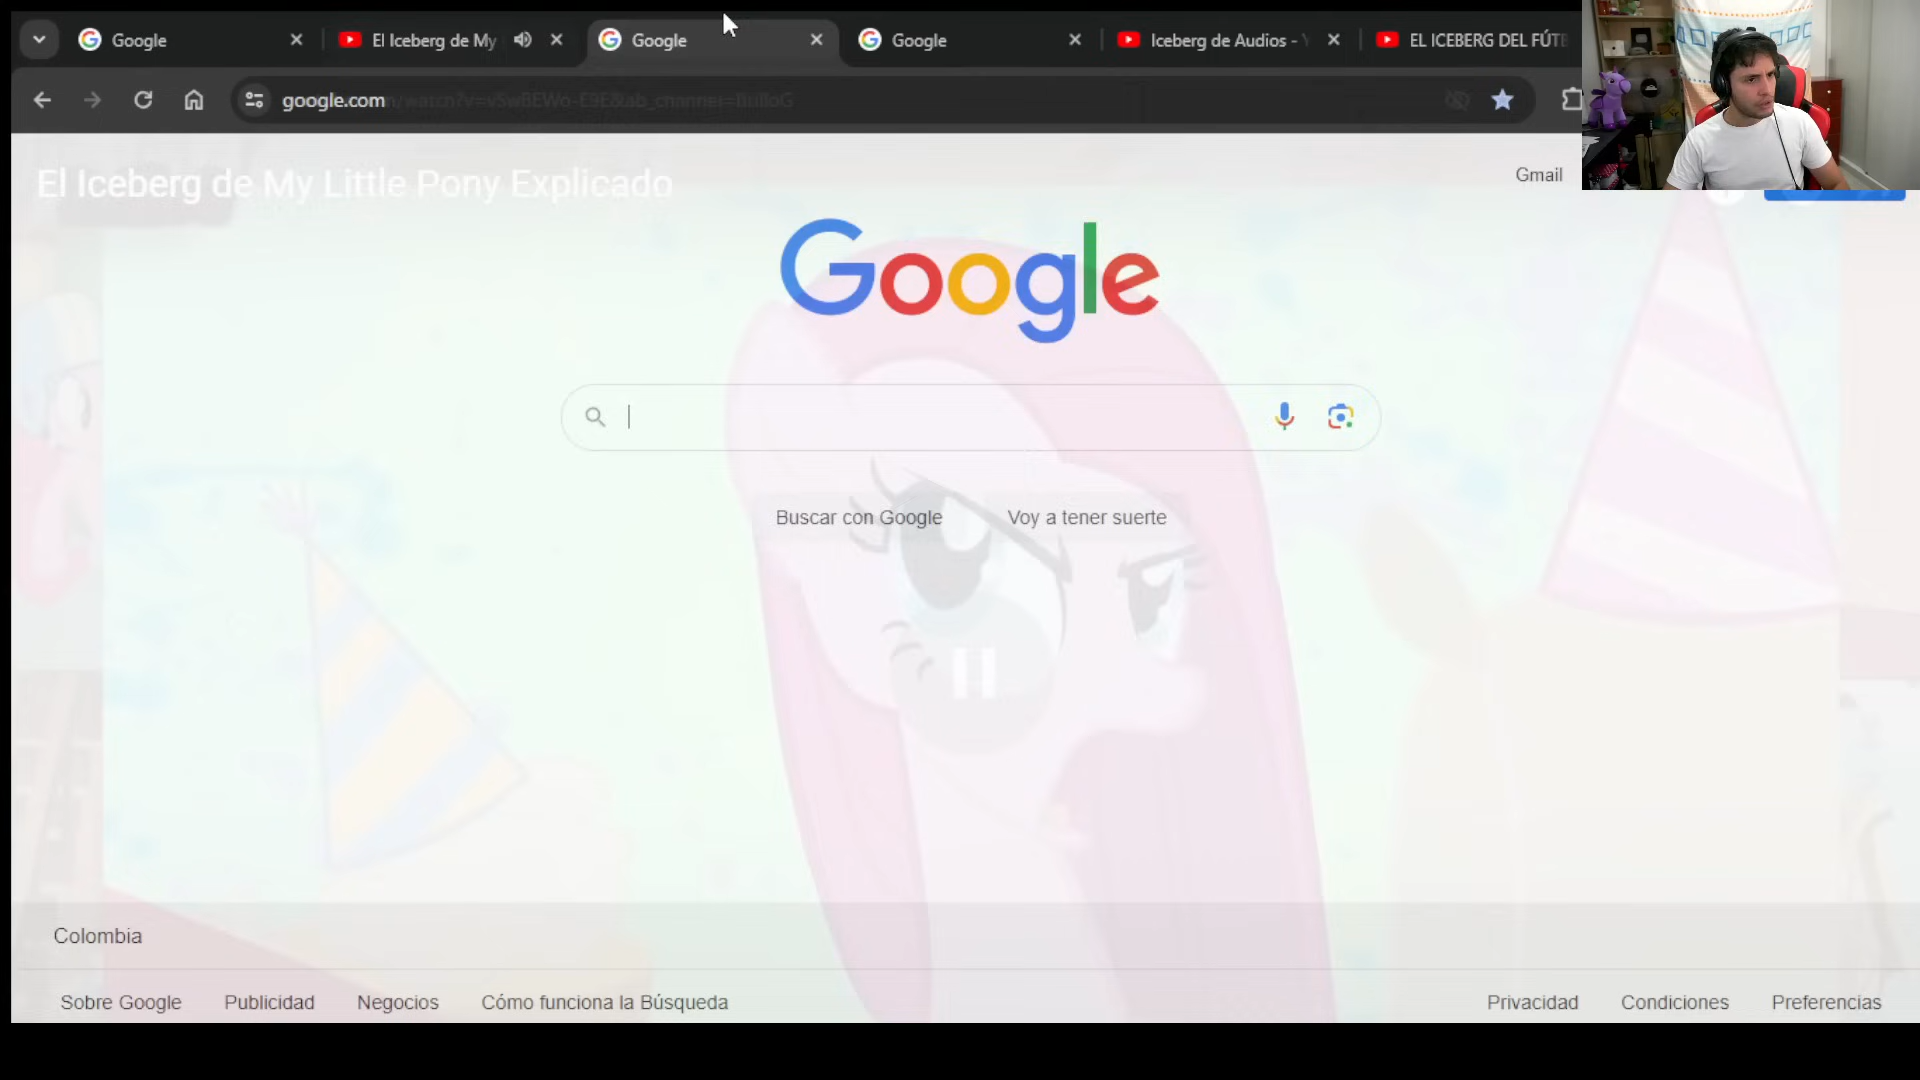 Google
El Iceberg de My
Google
Google
Iceberg de Audios -
EL ICEBERG DEL FÚT
google.com
El Iceberg de My Little Pony Explicado
Gmail
Google
Buscar con Google
Voy a tener suerte
Colombia
Sobre Google
Publicidad
Negocios
Cómo funciona la Búsqueda
Privacidad
Condiciones
Preferencias